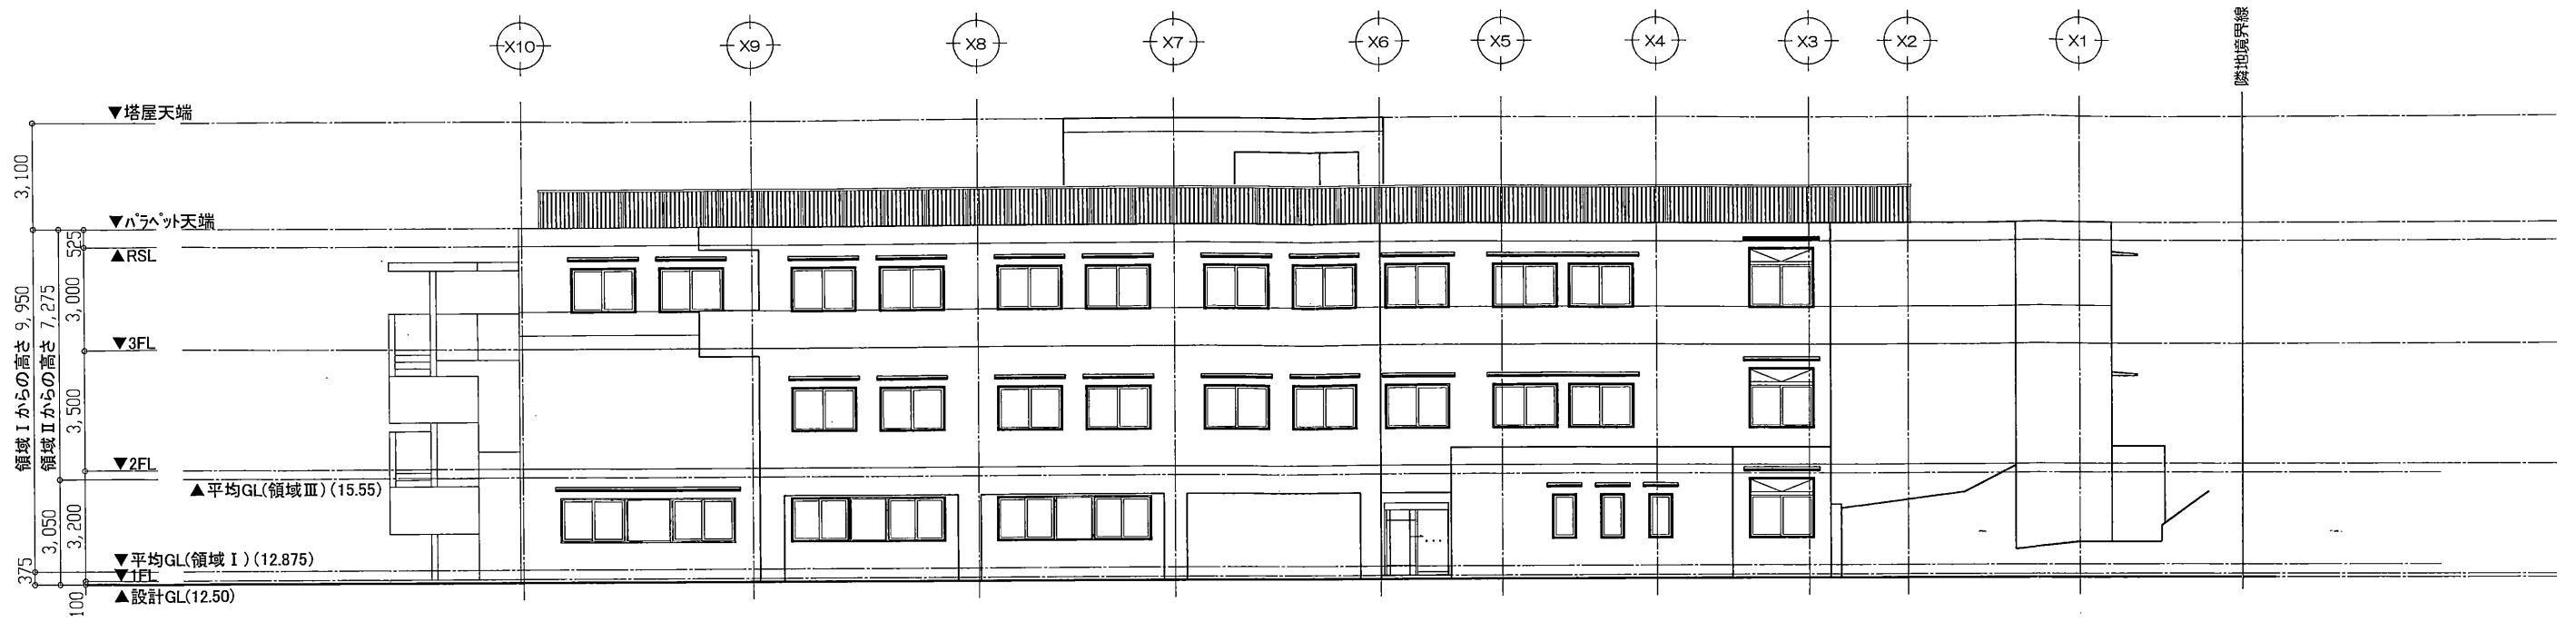 X10
X9
X8
X7
X6
X5
X4
X3
X2
X1
隣地境界線
▼塔屋天端
3,100
▼パラペット天端
525
▲RSL
3,000
領域Ⅰからの高さ 9,950
領域Ⅱからの高さ 7,275
▼3FL
3,500
▼2FL
▲平均GL(領域Ⅲ)(15.55)
3,050
3,200
▼平均GL(領域Ⅰ)(12.875)
375
▼1FL
▲設計GL(12.50)
100